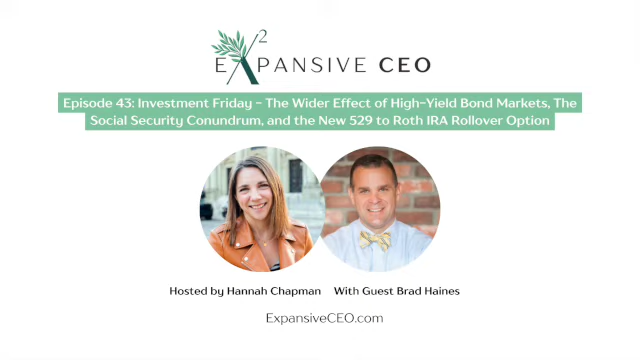 EXPANSIVE CEO
2
Episode 43: Investment Friday - The Wider Effect of High-Yield Bond Markets, The
Social Security Conundrum, and the New 529 to Roth IRA Rollover Option
Hosted by Hannah Chapman
With Guest Brad Haines
ExpansiveCEO.com